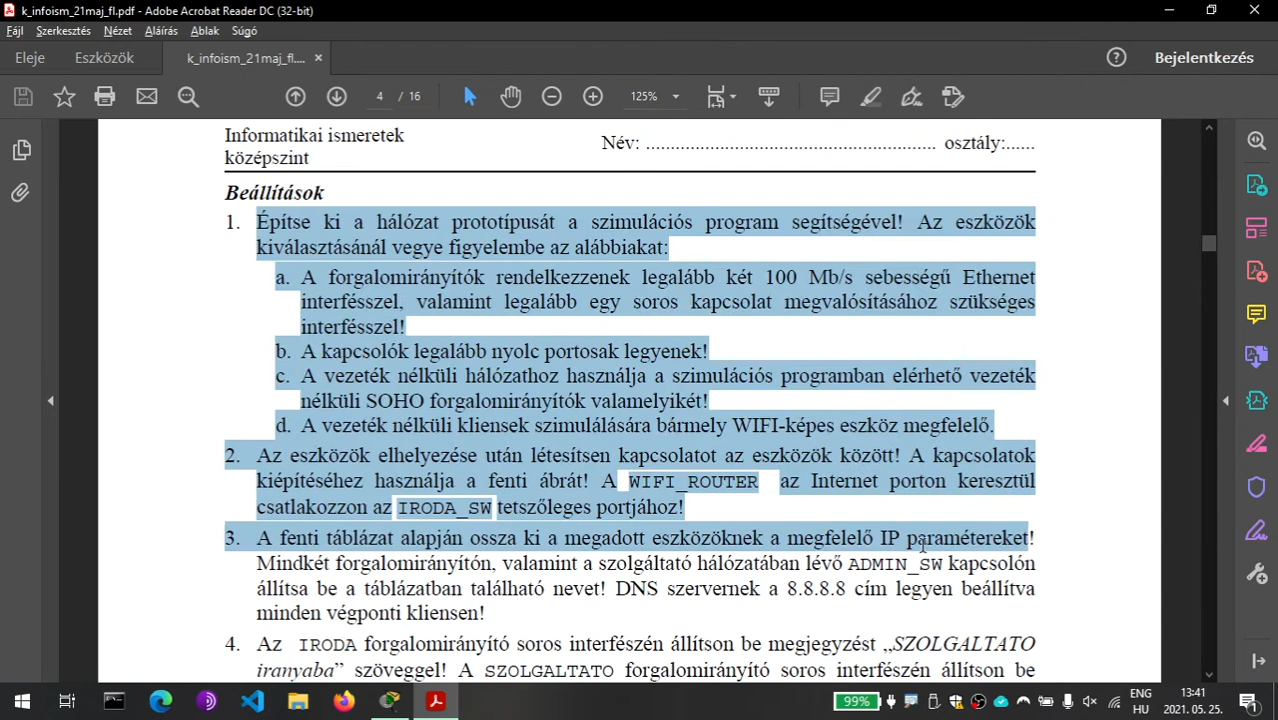 k_infoism_21maj_fl.pdf - Adobe Acrobat Reader DC (32-bit)
Fájl Szerkesztés Nézet Aláírás Ablak Súgó
Eleje Eszközök k_infoism_21maj_fl.... Bejelentkezés
4 / 16 125%
Informatikai ismeretek
középszint
Név: ........................................................ osztály:......
Beállítások
1. Építse ki a hálózat prototípusát a szimulációs program segítségével! Az eszközök
kiválasztásánál vegye figyelembe az alábbiakat:
a. A forgalomirányítók rendelkezzenek legalább két 100 Mb/s sebességű Ethernet
interfésszel, valamint legalább egy soros kapcsolat megvalósításához szükséges
interfésszel!
b. A kapcsolók legalább nyolc portosak legyenek!
c. A vezeték nélküli hálózathoz használja a szimulációs programban elérhető vezeték
nélküli SOHO forgalomirányítók valamelyikét!
d. A vezeték nélküli kliensek szimulálására bármely WIFI-képes eszköz megfelelő.
2. Az eszközök elhelyezése után létesítsen kapcsolatot az eszközök között! A kapcsolatok
kiépítéséhez használja a fenti ábrát! A WIFI_ROUTER az Internet porton keresztül
csatlakozzon az IRODA_SW tetszőleges portjához!
3. A fenti táblázat alapján ossza ki a megadott eszközöknek a megfelelő IP paramétereket!
Mindkét forgalomirányítón, valamint a szolgáltató hálózatában lévő ADMIN_SW kapcsolón
állítsa be a táblázatban található nevet! DNS szervernek a 8.8.8.8 cím legyen beállítva
minden végponti kliensen!
4. Az IRODA forgalomirányító soros interfészén állítson be megjegyzést „SZOLGALTATO
iranyaba” szöveggel! A SZOLGALTATO forgalomirányító soros interfészén állítson be
99% ENG
HU
13:41
2021. 05. 25.